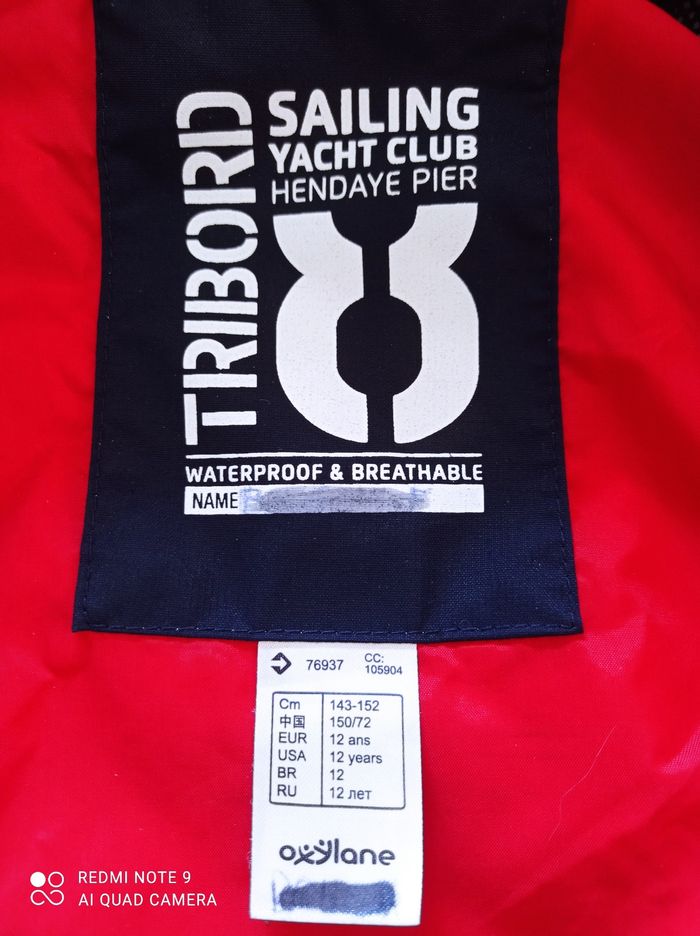 TRIBORD
SAILING
YACHT CLUB
HENDAYE PIER
8
WATERPROOF & BREATHABLE
NAME
76937
CC:
105904
Cm 143-152
中国 150/72
EUR 12 ans
USA 12 years
BR 12
RU 12 лет
oxylane
REDMI NOTE 9
AI QUAD CAMERA